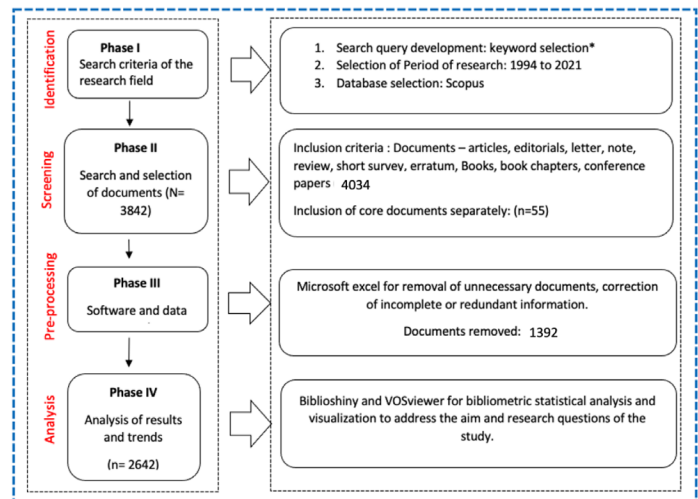 Identification
Phase I
Search criteria of the
research field
1. Search query development: keyword selection*
2. Selection of Period of research: 1994 to 2021
3. Database selection: Scopus
Screening
Phase II
Search and selection
of documents (N=
3842)
Inclusion criteria : Documents – articles, editorials, letter, note,
review, short survey, erratum, Books, book chapters, conference
papers 4034
Inclusion of core documents separately: (n=55)
Pre-processing
Phase III
Software and data
Microsoft excel for removal of unnecessary documents, correction
of incomplete or redundant information.
Documents removed: 1392
Analysis
Phase IV
Analysis of results
and trends
(n= 2642)
Biblioshiny and VOSviewer for bibliometric statistical analysis and
visualization to address the aim and research questions of the
study.